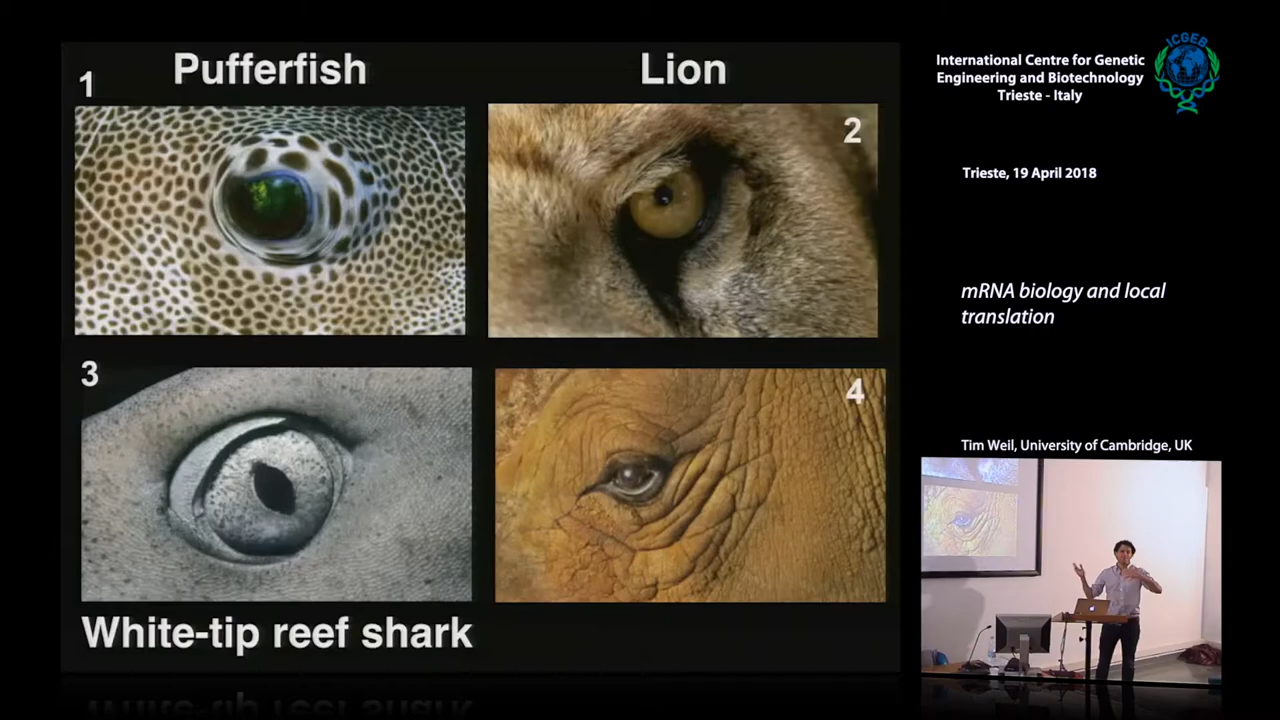 Pufferfish
Lion
1
2
3
4
White-tip reef shark
International Centre for Genetic
Engineering and Biotechnology
Trieste - Italy
ICGEB
Trieste, 19 April 2018
mRNA biology and local
translation
Tim Weil, University of Cambridge, UK